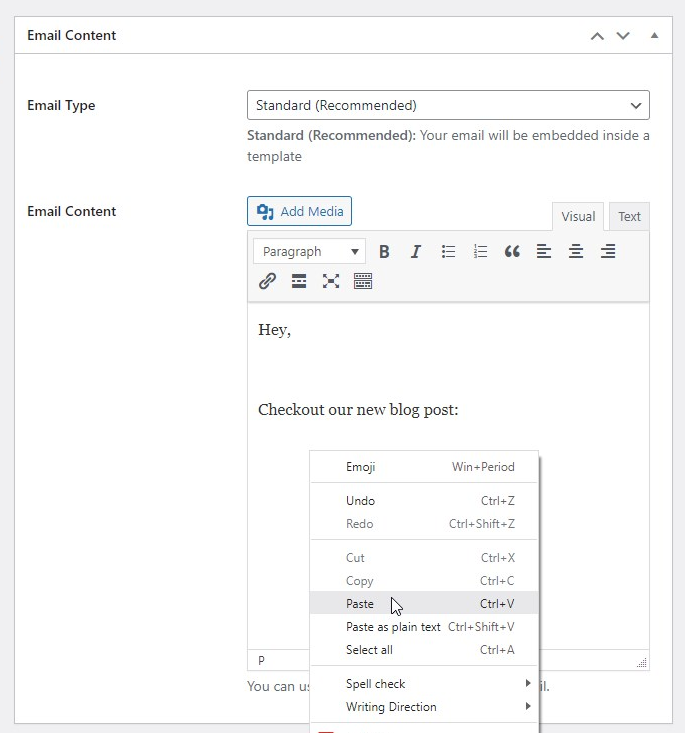 Email Content
Email Type
Standard (Recommended)
Standard (Recommended): Your email will be embedded inside a
template
Email Content
Add Media
Visual Text
Paragraph B I
Hey,
Checkout our new blog post:
Emoji Win+Period
Undo Ctrl+Z
Redo Ctrl+Shift+Z
Cut Ctrl+X
Copy Ctrl+C
Paste Ctrl+V
Paste as plain text Ctrl+Shift+V
Select all Ctrl+A
P
Spell check
You can
Writing Direction